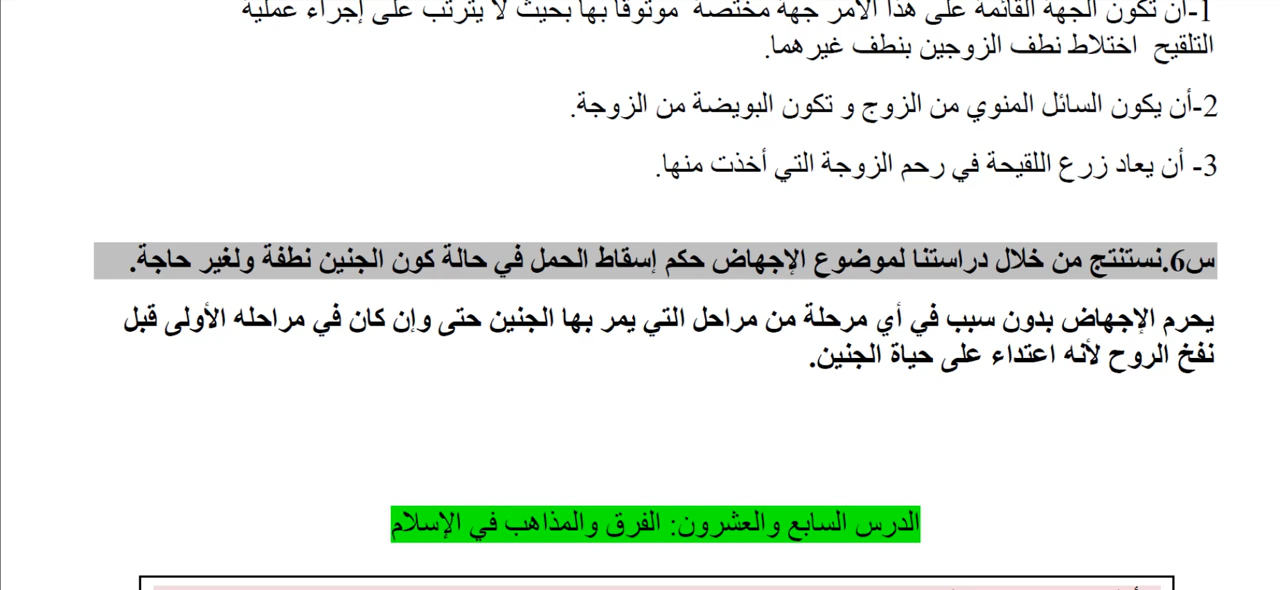 1-أن تكون الجهة القائمة على هذا الأمر جهة مختصة موثوقا بها بحيث لا يترتب على إجراء عملية
التلقيح اختلاط نطف الزوجين بنطف غيرهما.
2-أن يكون السائل المنوي من الزوج و تكون البويضة من الزوجة.
3- أن يعاد زرع اللقيحة في رحم الزوجة التي أخذت منها.
س6.نستنتج من خلال دراستنا لموضوع الإجهاض حكم إسقاط الحمل في حالة كون الجنين نطفة ولغير حاجة.
يحرم الإجهاض بدون سبب في أي مرحلة من مراحل التي يمر بها الجنين حتى وإن كان في مراحله الأولى قبل
نفخ الروح لأنه اعتداء على حياة الجنين.
الدرس السابع والعشرون: الفرق والمذاهب في الإسلام